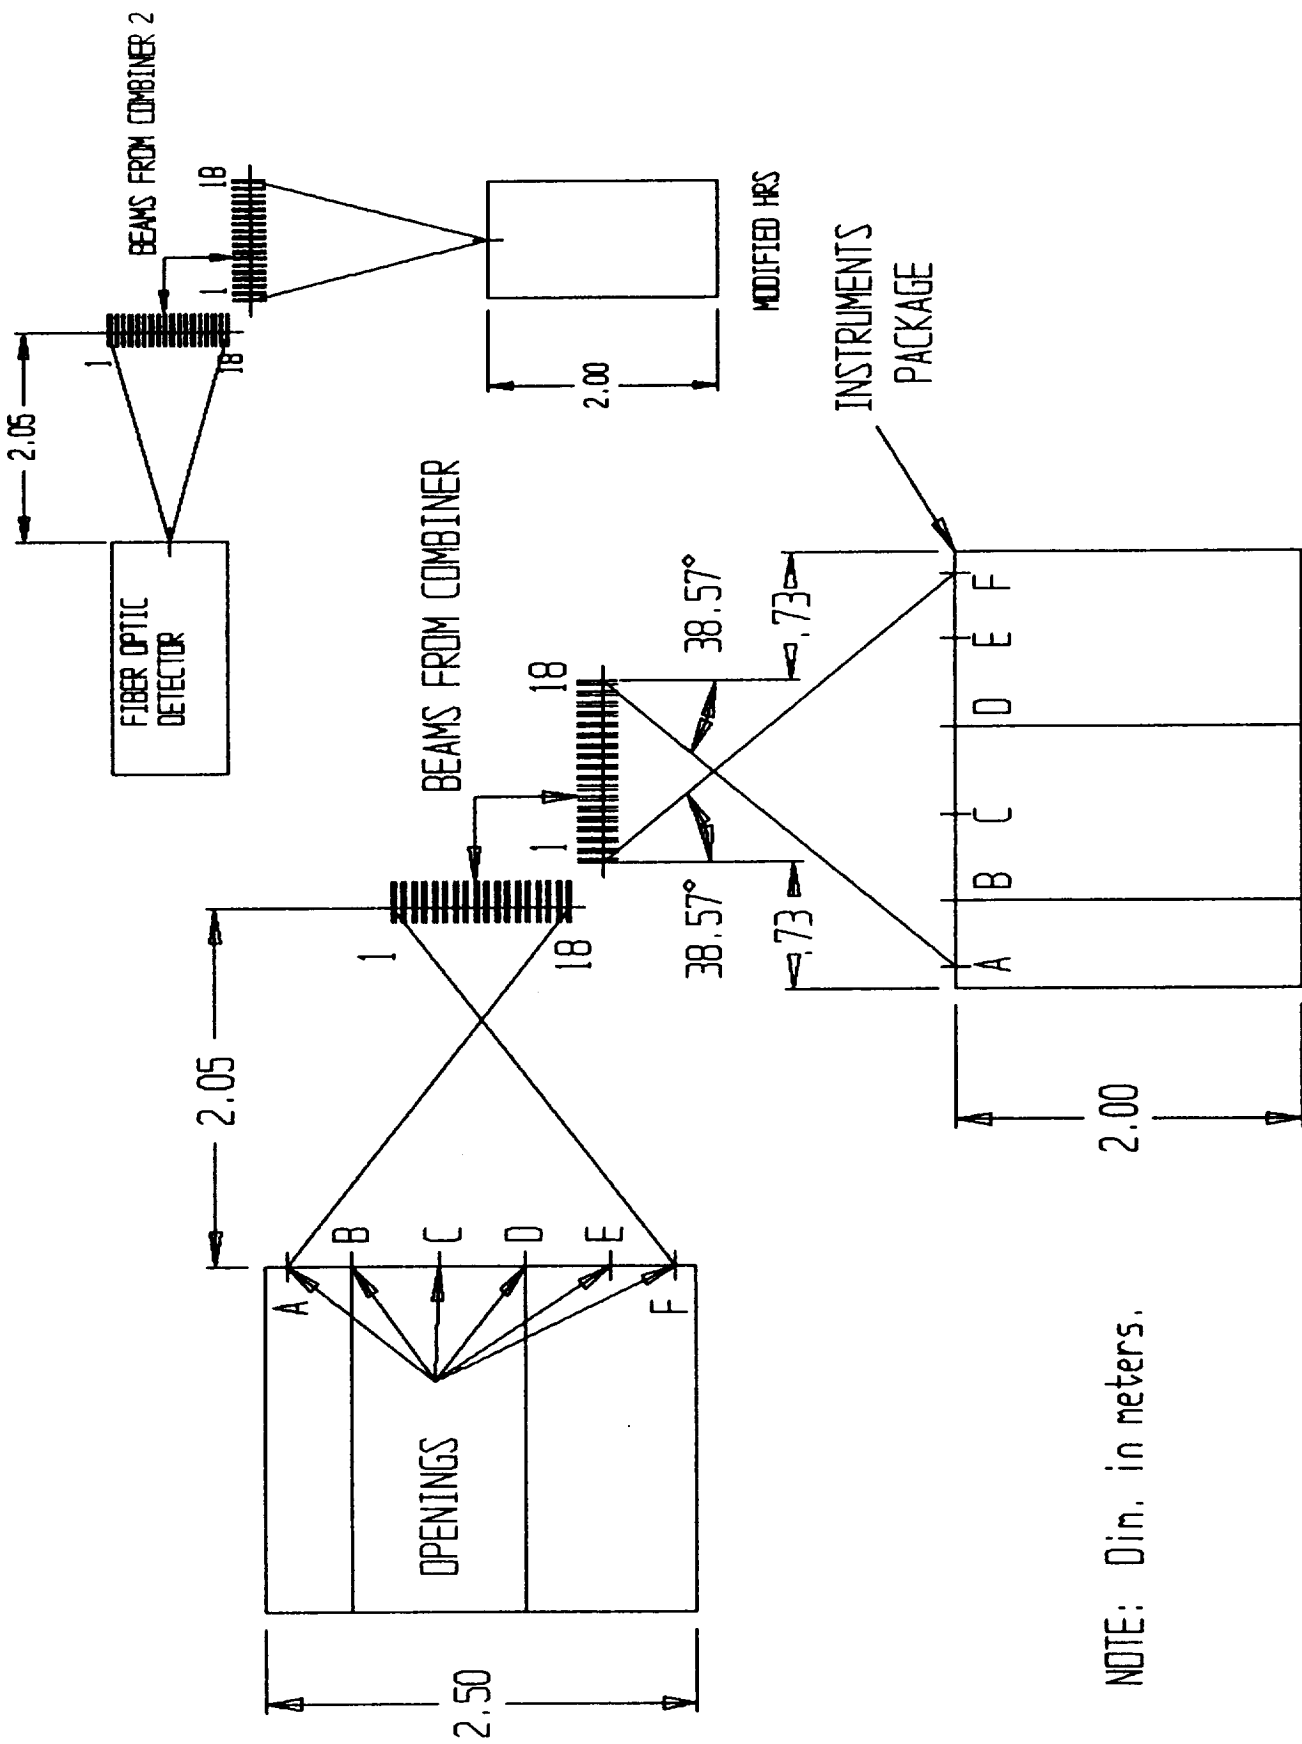 2.05
FIBER OPTIC
DETECTOR
1
18
BEAMS FROM COMBINER 2
1
18
2.00
MODIFIED HRS
2.05
2.50
OPENINGS
A
B
C
D
E
F
1
18
BEAMS FROM COMBINER
1
18
38.57°
38.57°
.73
.73
INSTRUMENTS
PACKAGE
A
B
C
D
E
F
2.00
NOTE: Dim. in meters.